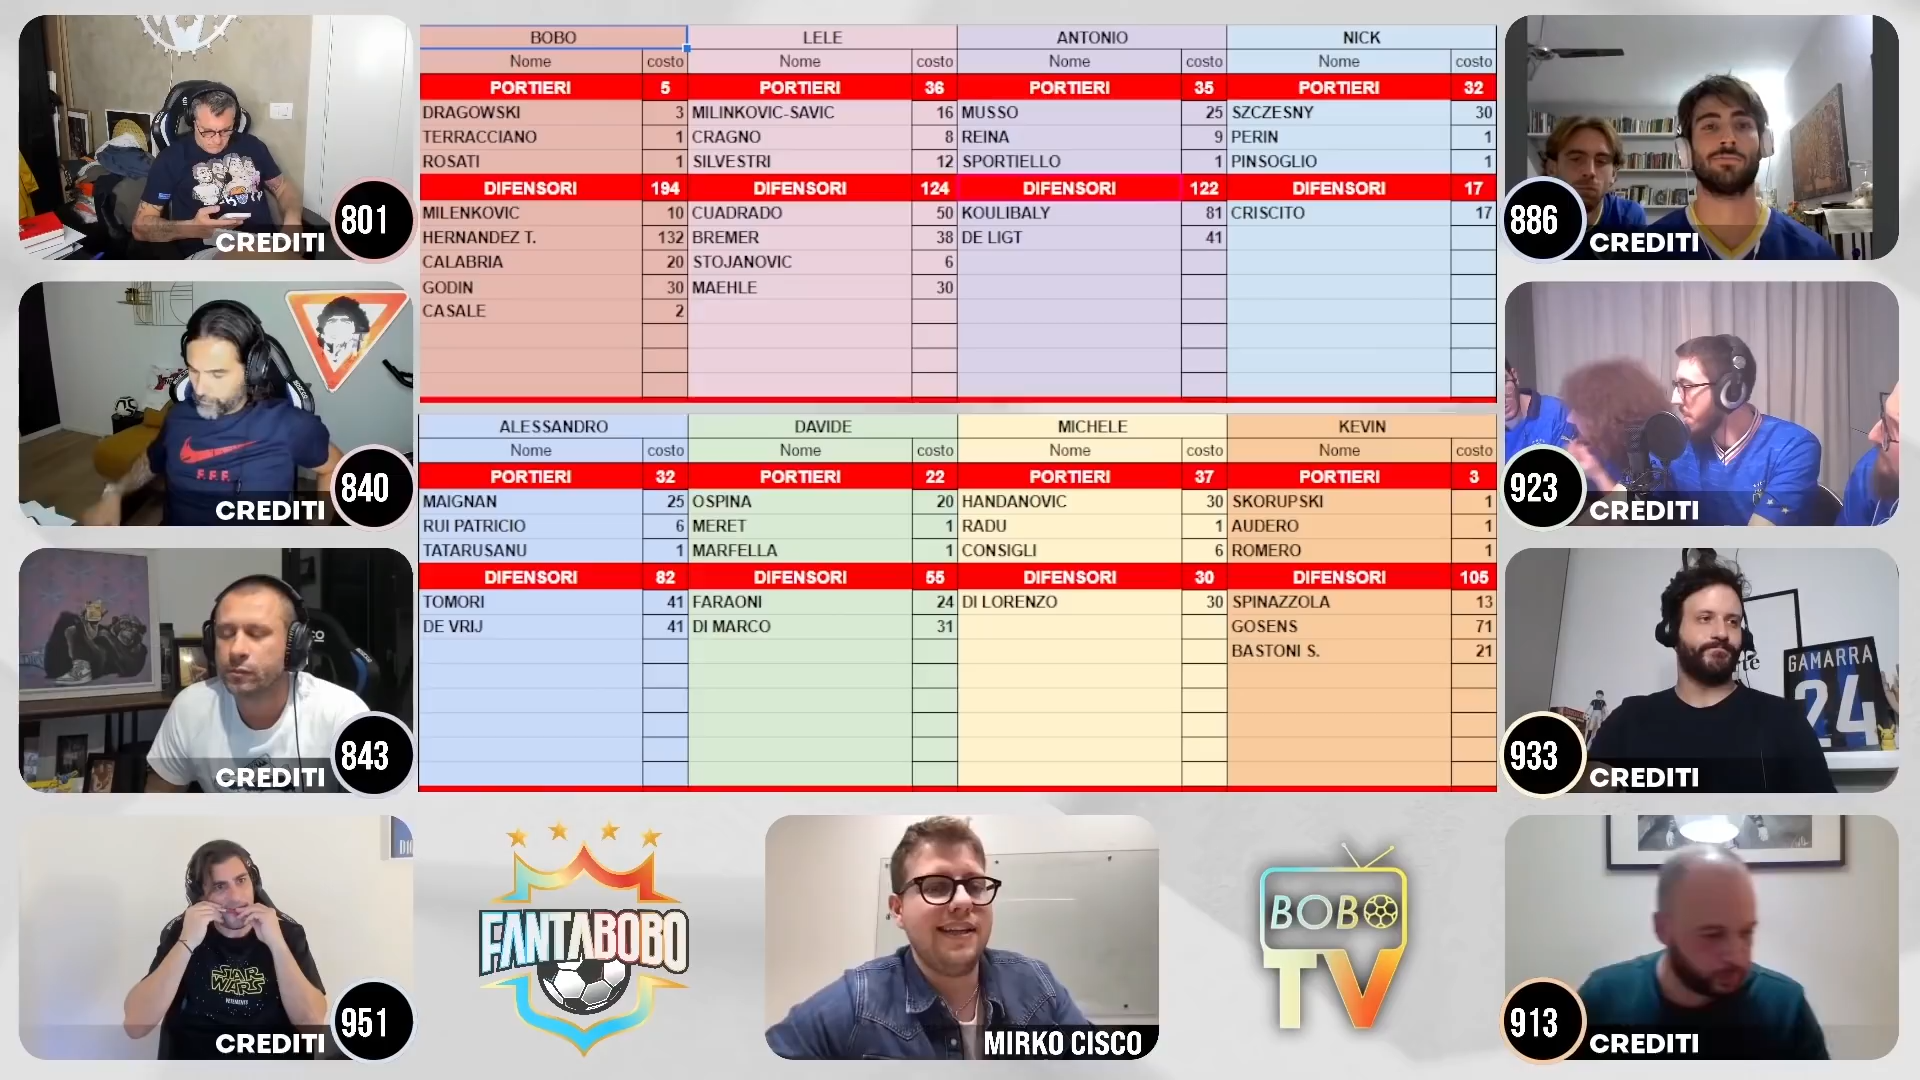 BOBO LELE ANTONIO NICK
Nome costo Nome costo Nome costo Nome costo
PORTIERI 5 PORTIERI 36 PORTIERI 35 PORTIERI 32
DRAGOWSKI 3 MILINKOVIC-SAVIC 16 MUSSO 25 SZCZESNY 30
TERRACCIANO 1 CRAGNO 8 REINA 9 PERIN 1
ROSATI 1 SILVESTRI 12 SPORTIELLO 1 PINSOGLIO 1
DIFENSORI 194 DIFENSORI 124 DIFENSORI 122 DIFENSORI 17
MILENKOVIC 10 CUADRADO 50 KOULIBALY 81 CRISCITO 17
HERNANDEZ T. 132 BREMER 38 DE LIGT 41
CALABRIA 20 STOJANOVIC 6
GODIN 30 MAEHLE 30
CASALE 2
ALESSANDRO DAVIDE MICHELE KEVIN
Nome costo Nome costo Nome costo Nome costo
PORTIERI 32 PORTIERI 22 PORTIERI 37 PORTIERI 3
MAIGNAN 25 OSPINA 20 HANDANOVIC 30 SKORUPSKI 1
RUI PATRICIO 6 MERET 1 RADU 1 AUDERO 1
TATARUSANU 1 MARFELLA 1 CONSIGLI 6 ROMERO 1
DIFENSORI 82 DIFENSORI 55 DIFENSORI 30 DIFENSORI 105
TOMORI 41 FARAONI 24 DI LORENZO 30 SPINAZZOLA 13
DE VRIJ 41 DI MARCO 31 GOSENS 71
BASTONI S. 21
CREDITI 801
886 CREDITI
F.F.F.
CREDITI 840
923 CREDITI
GAMARRA
24
CREDITI 843
933 CREDITI
STAR
WARS
CREDITI 951
FANTABOBO
MIRKO CISCO
BOBO
TV
913 CREDITI